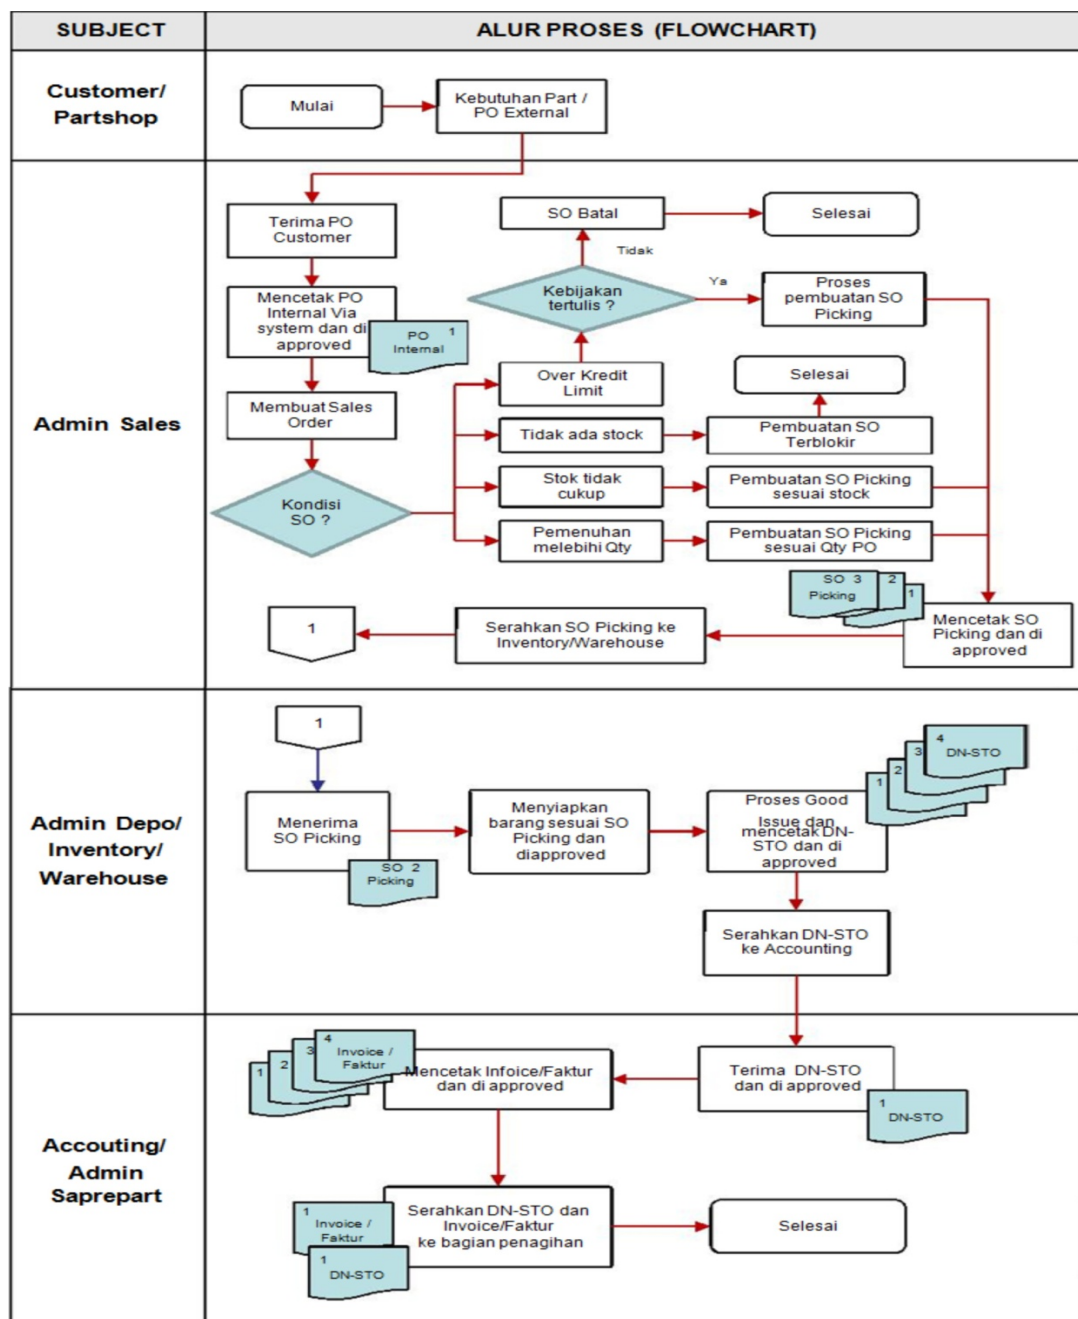 SUBJECT
ALUR PROSES (FLOWCHART)
Customer/
Partshop
Mulai
Kebutuhan Part /
PO External
Admin Sales
Terima PO
Customer
SO Batal
Selesai
Tidak
Kebijakan
tertulis ?
Ya
Proses
pembuatan SO
Picking
Mencetak PO
Internal Via
system dan di
approved
PO 1
Internal
Over Kredit
Limit
Selesai
Membuat Sales
Order
Tidak ada stock
Pembuatan SO
Terblokir
Kondisi
SO ?
Stok tidak
cukup
Pembuatan SO Picking
sesuai stock
Pemenuhan
melebihi Qty
Pembuatan SO Picking
sesuai Qty PO
SO 3
Picking
2
1
Mencetak SO
Picking dan di
approved
Serahkan SO Picking ke
Inventory/Warehouse
1
Admin Depo/
Inventory/
Warehouse
1
Menerima
SO Picking
SO 2
Picking
Menyiapkan
barang sesuai SO
Picking dan
diapproved
Proses Good
Issue dan
mencetak DN-
STO dan di
approved
1
2
3
4
DN-STO
Serahkan DN-STO
ke Accounting
Accouting/
Admin
Saprepart
Terima DN-STO
dan di approved
1
DN-STO
Mencetak Infoice/Faktur
dan di approved
1
2
3
4
Invoice /
Faktur
Serahkan DN-STO dan
Invoice/Faktur
ke bagian penagihan
1
Invoice /
Faktur
1
DN-STO
Selesai